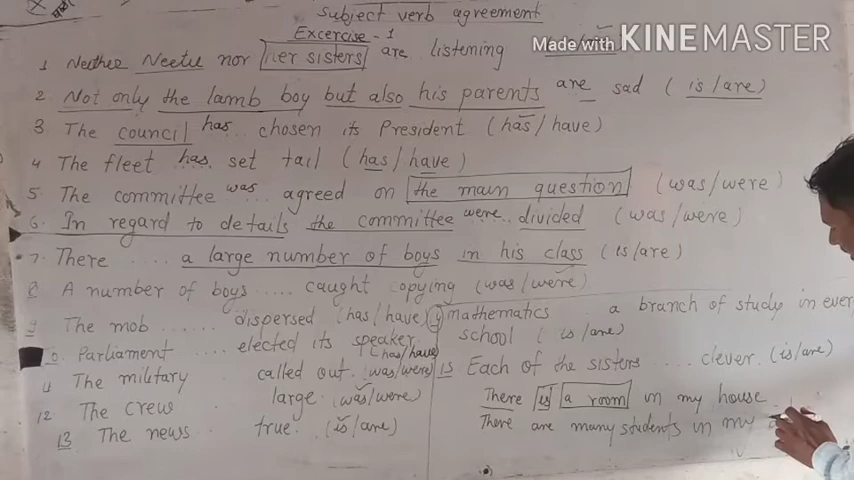 Subject verb agreement
Excercise - 1
Made with KINEMASTER
1 Neither Neetu nor her sisters are listening
2. Not only the lamb boy but also his parents are sad (is/are)
3 The council has chosen its President (has/have)
4 The fleet has set tail (has/have)
5. The committee was agreed on the main question (was/were)
6. In regard to details the committee were divided (was/were)
7. There .... a large number of boys in his class (is/are)
8 A number of boys ..... caught copying (was/were)
9 The mob ...... dispersed (has/have)
10. Parliament .... elected its speaker (has/have)
11 The military called out. (was/were)
12 The crew large. (was/were)
13 The news true. (is/are)
14 mathematics a branch of study in ever
school ( is/are)
15 Each of the sisters .... clever. (is/are)
There is a room in my house
There are many students in my